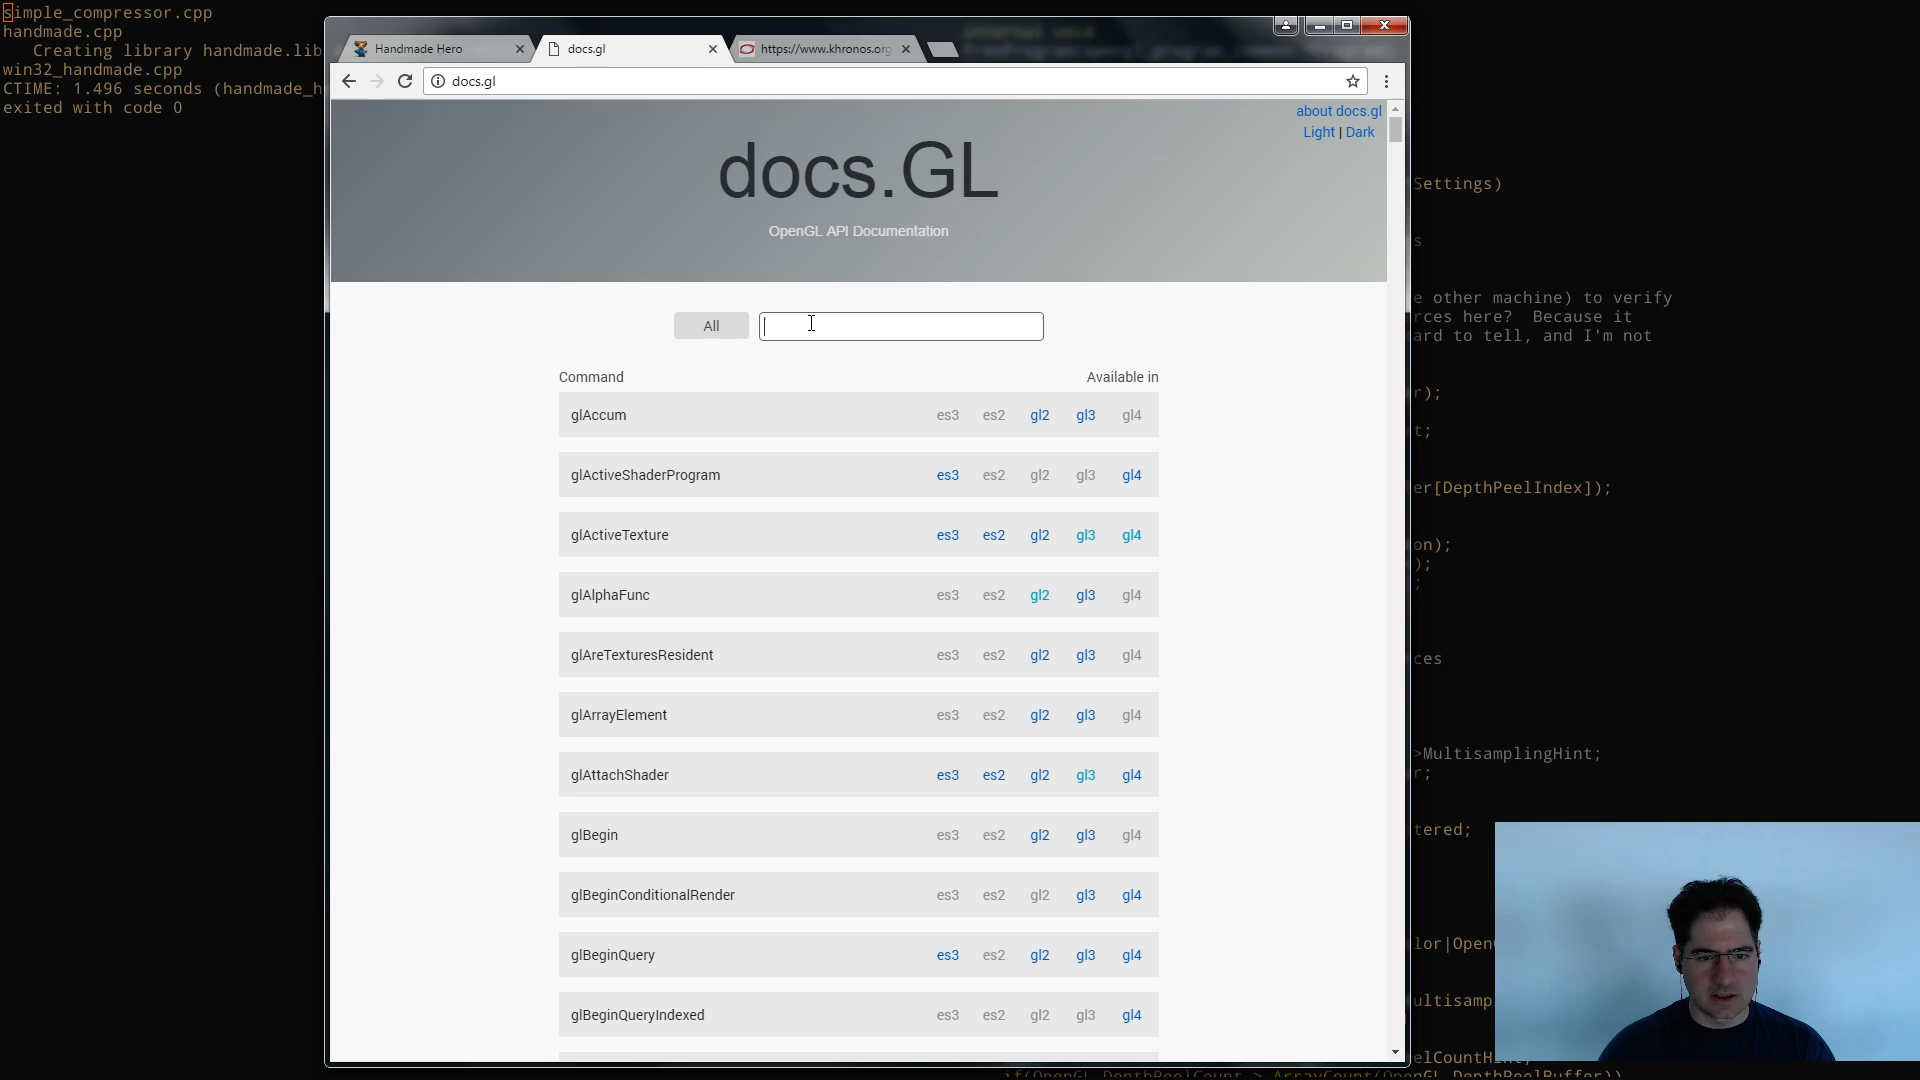 simple_compressor.cpp
handmade.cpp
Creating library handmade.lib
win32_handmade.cpp
CTIME: 1.496 seconds (handmade_h
exited with code 0
Handmade Hero
docs.gl
https://www.khronos.org
docs.gl
about docs.gl
Light | Dark
docs.GL
OpenGL API Documentation
All
Command Available in
glAccum es3 es2 gl2 gl3 gl4
glActiveShaderProgram es3 es2 gl2 gl3 gl4
glActiveTexture es3 es2 gl2 gl3 gl4
glAlphaFunc es3 es2 gl2 gl3 gl4
glAreTexturesResident es3 es2 gl2 gl3 gl4
glArrayElement es3 es2 gl2 gl3 gl4
glAttachShader es3 es2 gl2 gl3 gl4
glBegin es3 es2 gl2 gl3 gl4
glBeginConditionalRender es3 es2 gl2 gl3 gl4
glBeginQuery es3 es2 gl2 gl3 gl4
glBeginQueryIndexed es3 es2 gl2 gl3 gl4
Settings)
s
e other machine) to verify
rces here? Because it
ard to tell, and I'm not
r);
t;
er[DepthPeelIndex]);
on);
);
;
ces
>MultisamplingHint;
r;
tered;
lor|Open
ultisamp
elCountH
if(OpenGL.DepthPeelCount > ArrayCount(OpenGL.DepthPeelBuffer))